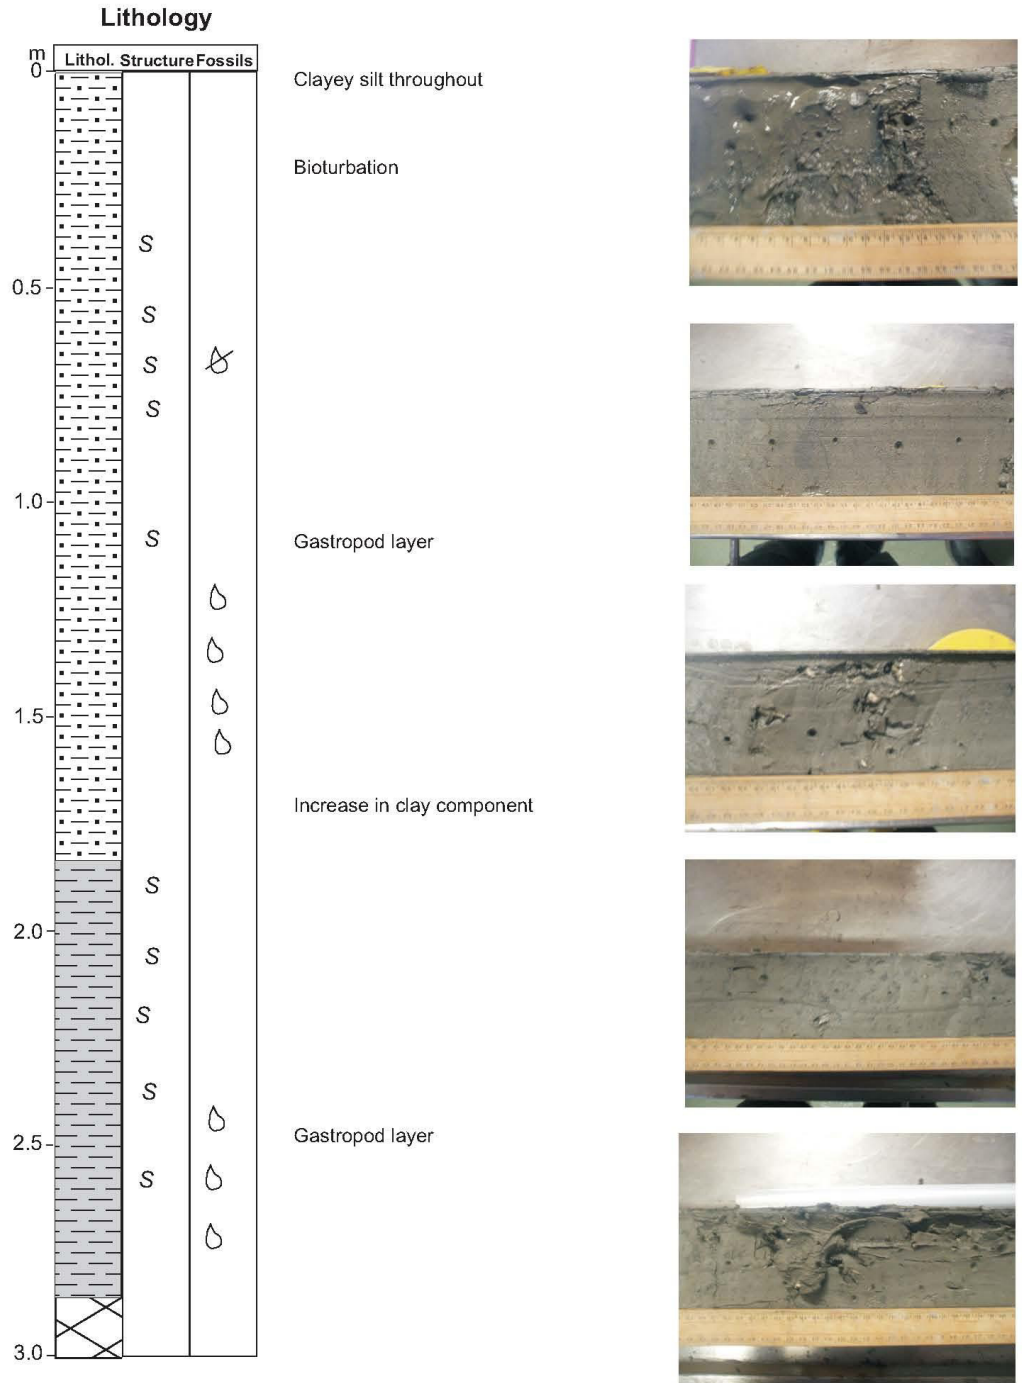 Lithology
m
Lithol. Structure Fossils
0
Clayey silt throughout
Bioturbation
S
0.5
S
S
S
1.0
S
Gastropod layer
1.5
Increase in clay component
S
2.0
S
S
S
2.5
Gastropod layer
S
3.0